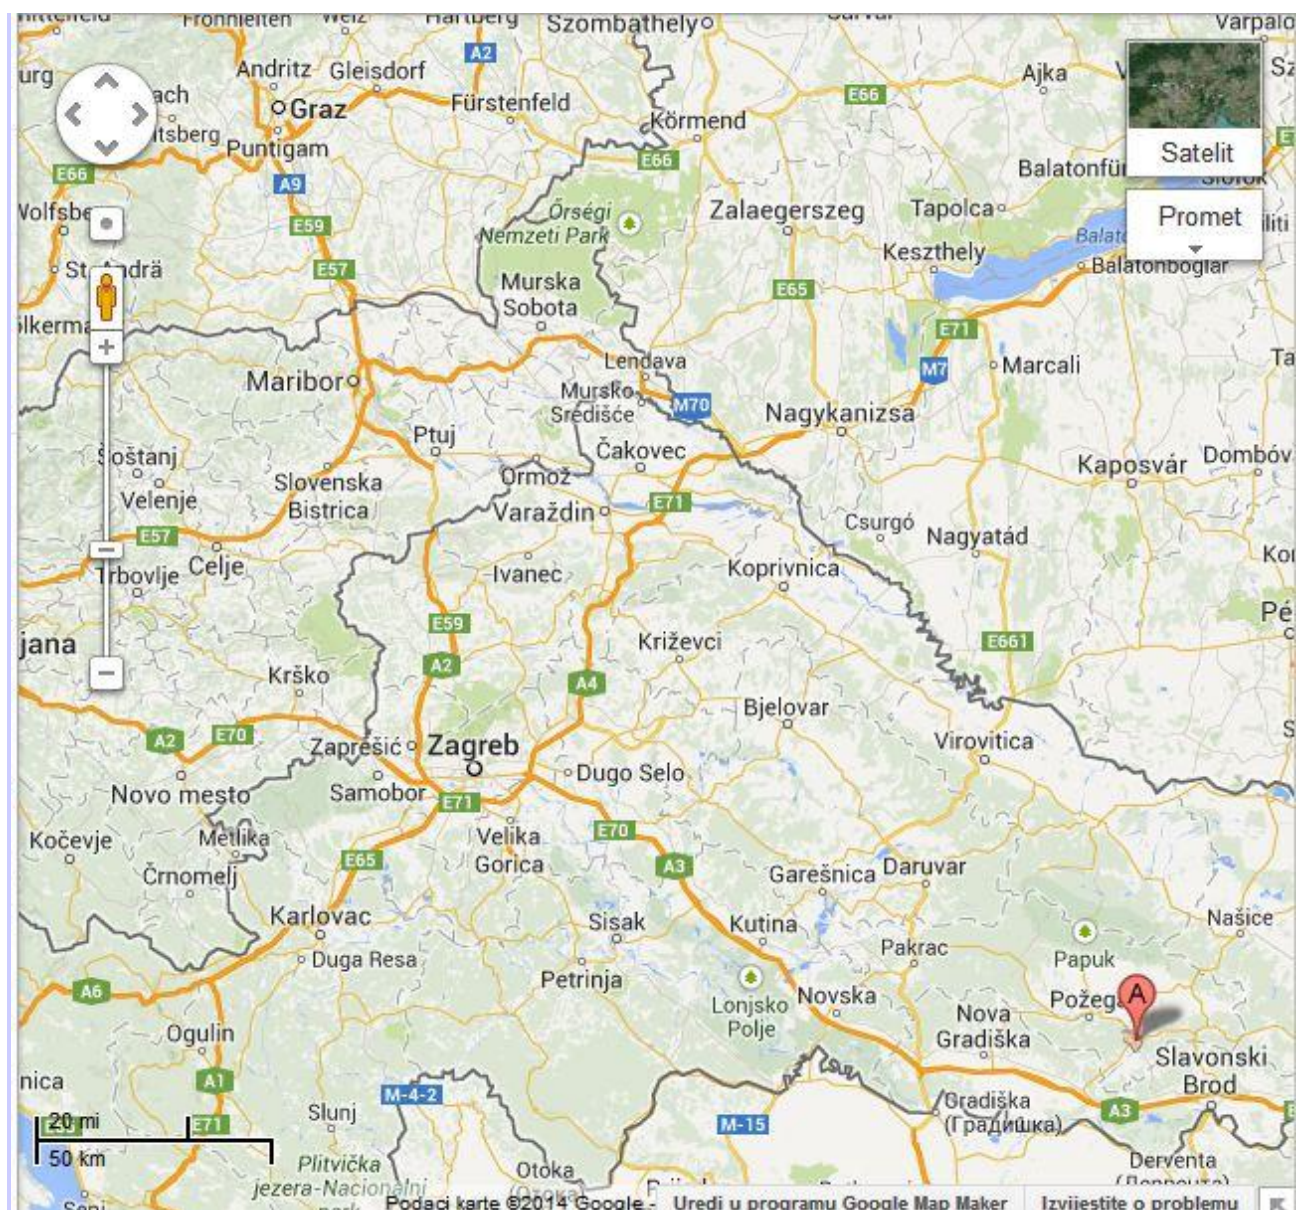 Szombathely
Hartberg
A2
Andritz
Gleisdorf
Ajka
Graz
Fürstenfeld
E66
Körmend
Puntigam
E66
Satelit
E66
A9
Balatonfür
Őrségi
Nemzeti Park
Zalaegerszeg
Tapolca
Promet
E59
Keszthely
St. Andrä
E57
Balatonboglár
Murska
Sobota
E65
E71
Lendava
M7
Marcali
Maribor
Mursko
Središće
M70
Nagykanizsa
Ptuj
Čakovec
Šoštanj
Kaposvár
Dombóv
Slovenska
Bistrica
Ormož
Velenje
Varaždin
E71
Csurgó
Nagyatád
E57
Trbovlje
Celje
Ivanec
Koprivnica
E59
Pé
jana
Križevci
E661
A2
Krško
A4
Bjelovar
A2
E70
Zaprešić
Zagreb
Virovitica
Dugo Selo
Novo mesto
Samobor
E71
Kočevje
Metlika
Velika
Gorica
E70
E65
A3
Garešnica
Daruvar
Črnomelj
Karlovac
Sisak
Kutina
Našice
Duga Resa
Pakrac
Papuk
Petrinja
A6
Lonjsko
Polje
Novska
Požega
A
Nova
Gradiška
Ogulin
Slavonski
Brod
nica
A1
M-4-2
Slunj
Gradiška
(Градишка)
A3
20 mi
E71
M-15
50 km
Plitvička
jezera-Nacionalni
Otoka
Derventa
Podaci karte ©2014 Google -
Uredi u programu Google Map Maker
Izvijestite o problemu